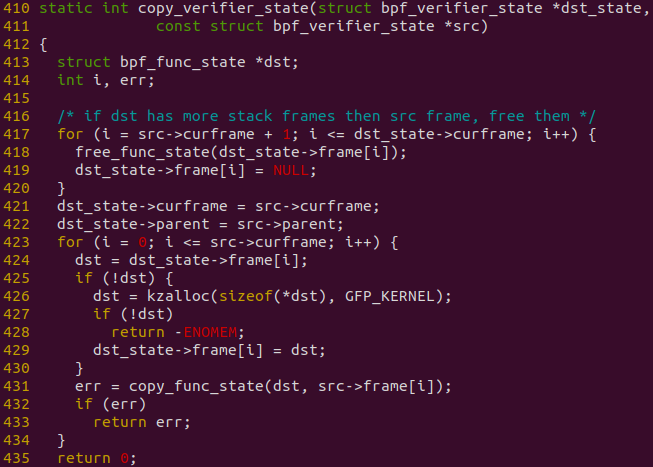 410 static int copy_verifier_state(struct bpf_verifier_state *dst_state,
411              const struct bpf_verifier_state *src)
412 {
413   struct bpf_func_state *dst;
414   int i, err;
415
416   /* if dst has more stack frames then src frame, free them */
417   for (i = src->curframe + 1; i <= dst_state->curframe; i++) {
418     free_func_state(dst_state->frame[i]);
419     dst_state->frame[i] = NULL;
420   }
421   dst_state->curframe = src->curframe;
422   dst_state->parent = src->parent;
423   for (i = 0; i <= src->curframe; i++) {
424     dst = dst_state->frame[i];
425     if (!dst) {
426       dst = kzalloc(sizeof(*dst), GFP_KERNEL);
427       if (!dst)
428         return -ENOMEM;
429       dst_state->frame[i] = dst;
430     }
431     err = copy_func_state(dst, src->frame[i]);
432     if (err)
433       return err;
434   }
435   return 0;